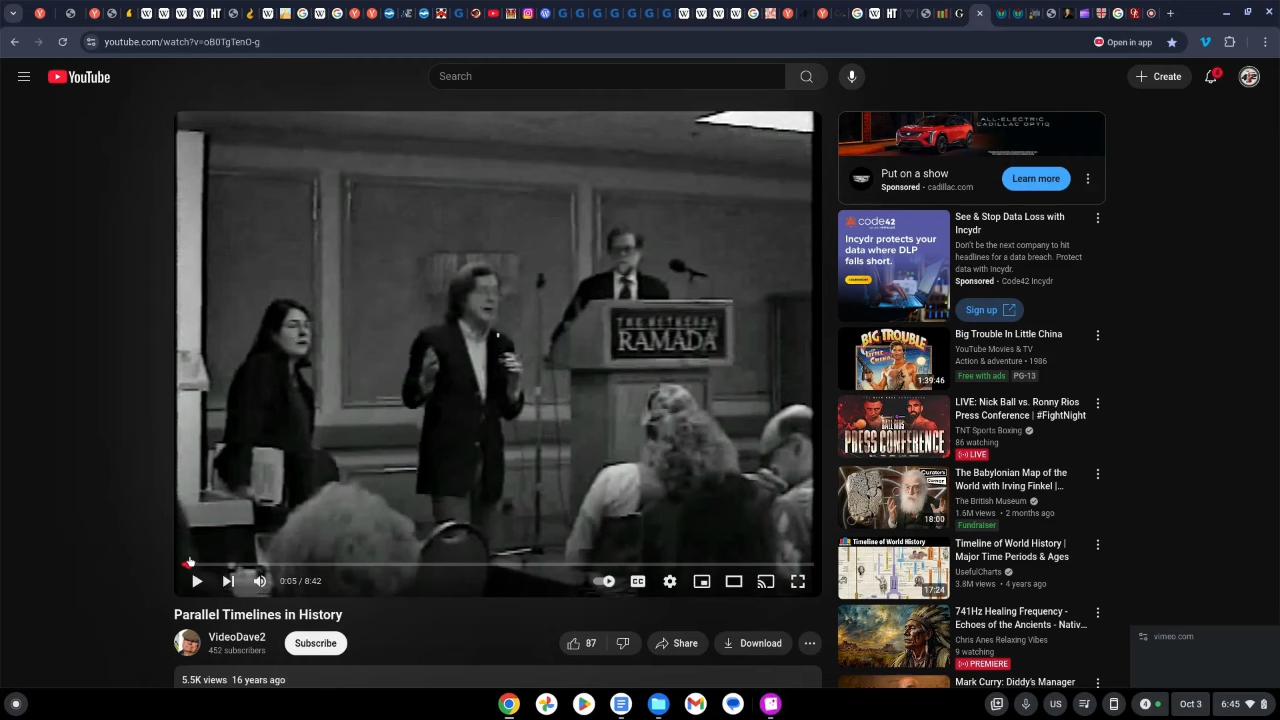 youtube.com/watch?v=oB0TgTenO-g
Open in app
YouTube
Search
Create
THE BETHESDA
RAMADA
0:05 / 8:42
Parallel Timelines in History
VideoDave2
452 subscribers
Subscribe
87
Share
Download
5.5K views 16 years ago
ALL-ELECTRIC
CADILLAC OPTIQ
Put on a show
Sponsored · cadillac.com
Learn more
code42
Incydr protects your
data where DLP
falls short.
See & Stop Data Loss with
Incydr
Don't be the next company to hit
headlines for a data breach. Protect
data with Incydr.
Sponsored · Code42 Incydr
Sign up
BIG TROUBLE
1:39:46
Big Trouble In Little China
YouTube Movies & TV
Action & adventure • 1986
Free with ads PG-13
PRESS CONFERENCE
LIVE: Nick Ball vs. Ronny Rios
Press Conference | #FightNight
TNT Sports Boxing
86 watching
LIVE
Curator's
Corner
18:00
The Babylonian Map of the
World with Irving Finkel |...
The British Museum
1.6M views • 2 months ago
Fundraiser
Timeline of World History
17:24
Timeline of World History |
Major Time Periods & Ages
UsefulCharts
3.8M views • 4 years ago
741Hz Healing Frequency -
Echoes of the Ancients - Nativ...
Chris Anes Relaxing Vibes
9 watching
PREMIERE
Mark Curry: Diddy's Manager
vimeo.com
US
4
Oct 3
6:45